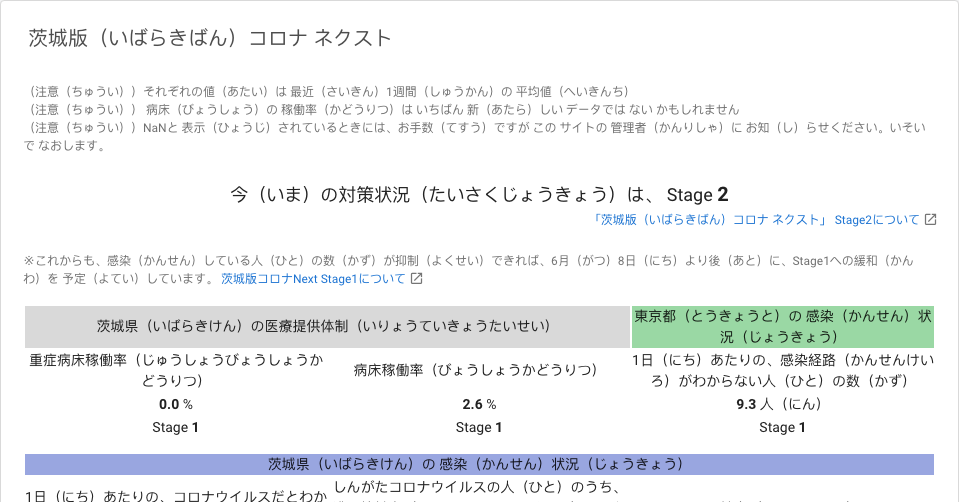 茨城版（いばらきばん）コロナ ネクスト
（注意（ちゅうい））それぞれの値（あたい）は 最近（さいきん）1週間（しゅうかん）の 平均値（へいきんち）
（注意（ちゅうい）） 病床（びょうしょう）の 稼働率（かどうりつ）は いちばん 新（あたら）しい データでは ない かもしれません
（注意（ちゅうい））NaNと 表示（ひょうじ）されているときには、お手数（てすう）ですが この サイトの 管理者（かんりしゃ）に お知（し）らせください。いそい
で なおします。
今（いま）の対策状況（たいさくじょうきょう）は、 Stage 2
「茨城版（いばらきばん）コロナ ネクスト」 Stage2について
※これからも、感染（かんせん）している人（ひと）の数（かず）が抑制（よくせい）できれば、6月（がつ）8日（にち）より後（あと）に、Stage1への緩和（かん
わ）を 予定（よてい）しています。 茨城版コロナNext Stage1について
茨城県（いばらきけん）の医療提供体制（いりょうていきょうたいせい）
東京都（とうきょうと）の 感染（かんせん）状
況（じょうきょう）
重症病床稼働率（じゅうしょうびょうしょうか
どうりつ）
病床稼働率（びょうしょうかどうりつ）
1日（にち）あたりの、感染経路（かんせんけい
ろ）がわからない人（ひと）の数（かず）
0.0 %
2.6 %
9.3 人（にん）
Stage 1
Stage 1
Stage 1
茨城県（いばらきけん）の 感染（かんせん）状況（じょうきょう）
1日（にち）あたりの、コロナウイルスだとわか
しんがたコロナウイルスの人（ひと）のうち、